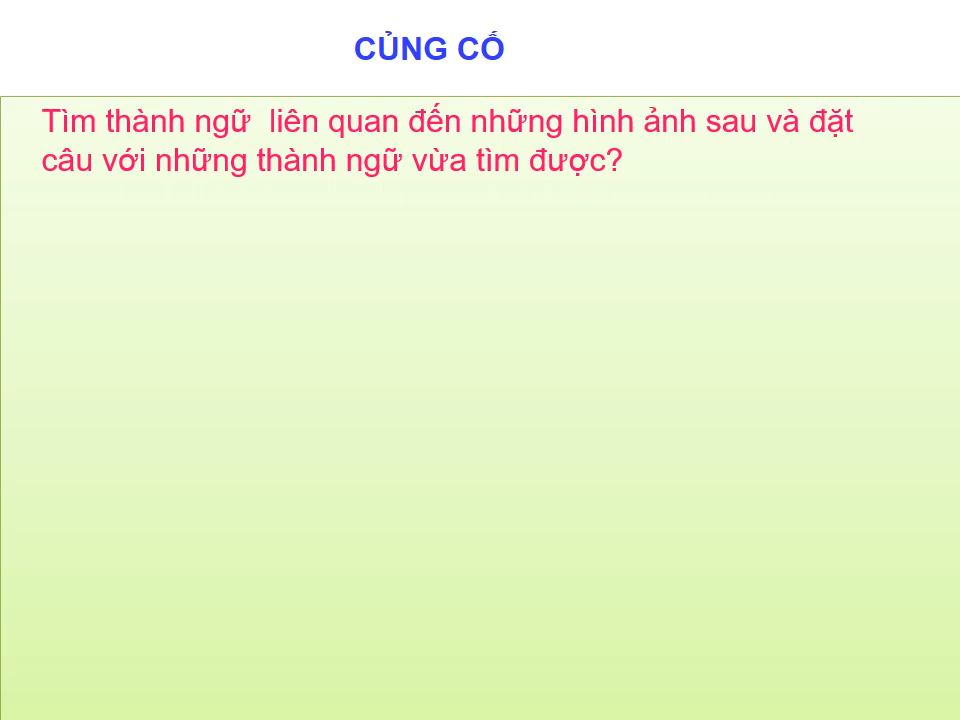 CỦNG CỐ
Tìm thành ngữ  liên quan đến những hình ảnh sau và đặt
câu với những thành ngữ vừa tìm được?